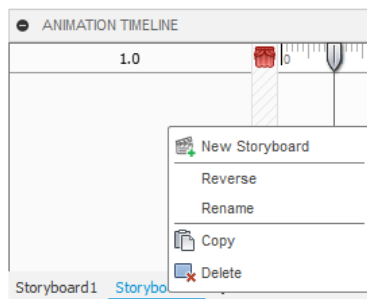 ANIMATION TIMELINE
1.0
0
New Storyboard
Reverse
Rename
Copy
Delete
Storyboard1